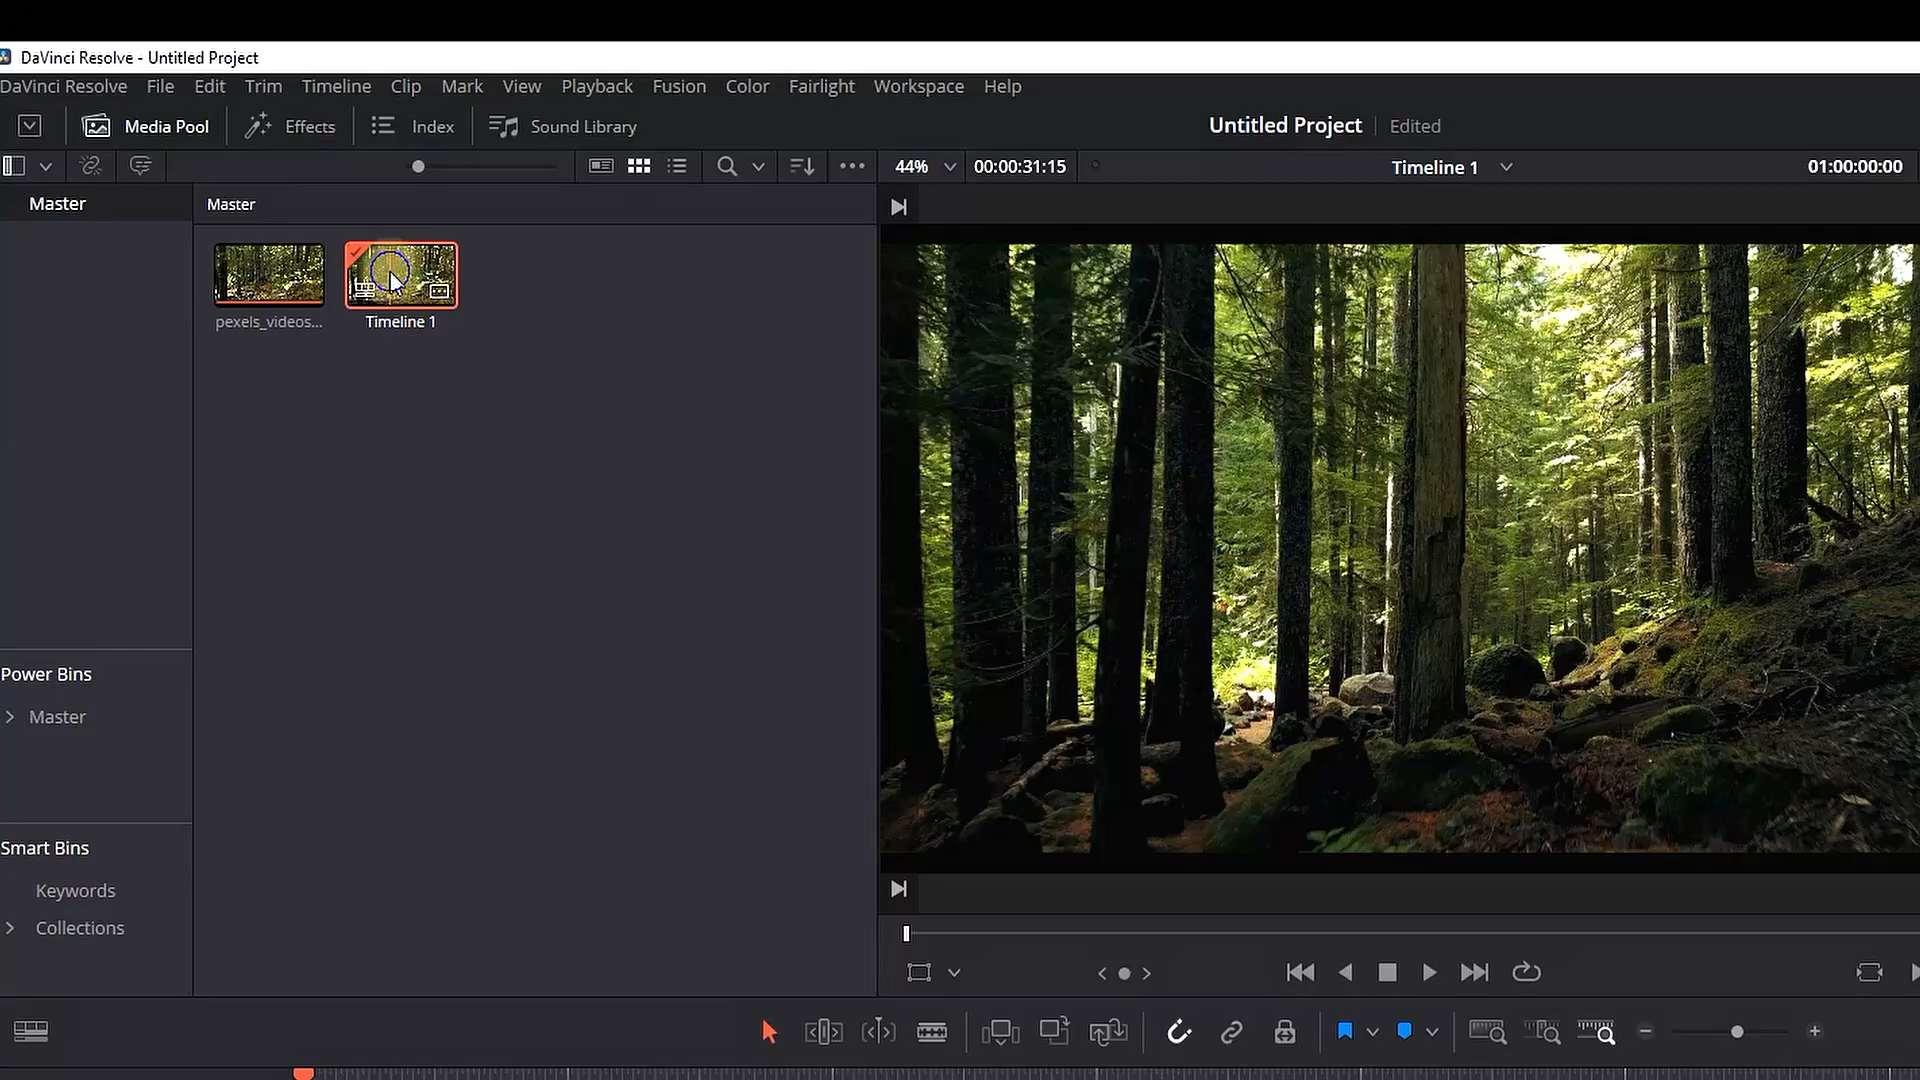 DaVinci Resolve - Untitled Project
DaVinci Resolve File Edit Trim Timeline Clip Mark View Playback Fusion Color Fairlight Workspace Help
Media Pool Effects Index Sound Library Untitled Project Edited
44% 00:00:31:15 Timeline 1 01:00:00:00
Master Master
pexels_videos... Timeline 1
Power Bins
Master
Smart Bins
Keywords
Collections